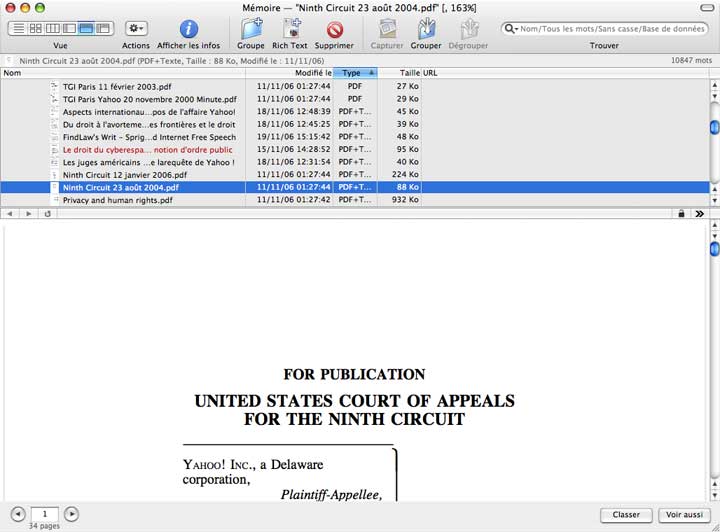 Mémoire — "Ninth Circuit 23 août 2004.pdf" [, 163%]
Vue
Actions
Afficher les infos
Groupe
Rich Text
Supprimer
Capturer
Grouper
Dégrouper
Nom/Tous les mots/Sans casse/Base de données
Trouver
Ninth Circuit 23 août 2004.pdf (PDF+Texte, Taille : 88 Ko, Modifié le : 11/11/06)
10847 mots
Nom Modifié le Type Taille URL
TGI Paris 11 février 2003.pdf 11/11/06 01:27:44 PDF 27 Ko
TGI Paris Yahoo 20 novembre 2000 Minute.pdf 11/11/06 01:27:44 PDF 29 Ko
Aspects internationau...pos de l'affaire Yahoo! 18/11/06 12:48:39 PDF+T... 45 Ko
Du droit à l'avorteme...es frontières et le droit 18/11/06 12:45:25 PDF+T... 39 Ko
FindLaw's Writ - Sprig...d Internet Free Speech 19/11/06 15:15:42 PDF+T... 48 Ko
Le droit du cyberespa... notion d'ordre public 15/11/06 14:28:52 PDF+T... 95 Ko
Les juges américains ...e larequête de Yahoo ! 18/11/06 12:31:54 PDF+T... 40 Ko
Ninth Circuit 12 janvier 2006.pdf 11/11/06 01:27:44 PDF+T... 224 Ko
Ninth Circuit 23 août 2004.pdf 11/11/06 01:27:44 PDF+T... 88 Ko
Privacy and human rights.pdf 11/11/06 01:27:42 PDF+T... 932 Ko
FOR PUBLICATION
UNITED STATES COURT OF APPEALS
FOR THE NINTH CIRCUIT
YAHOO! INC., a Delaware
corporation,
Plaintiff-Appellee,
1
34 pages
Classer
Voir aussi